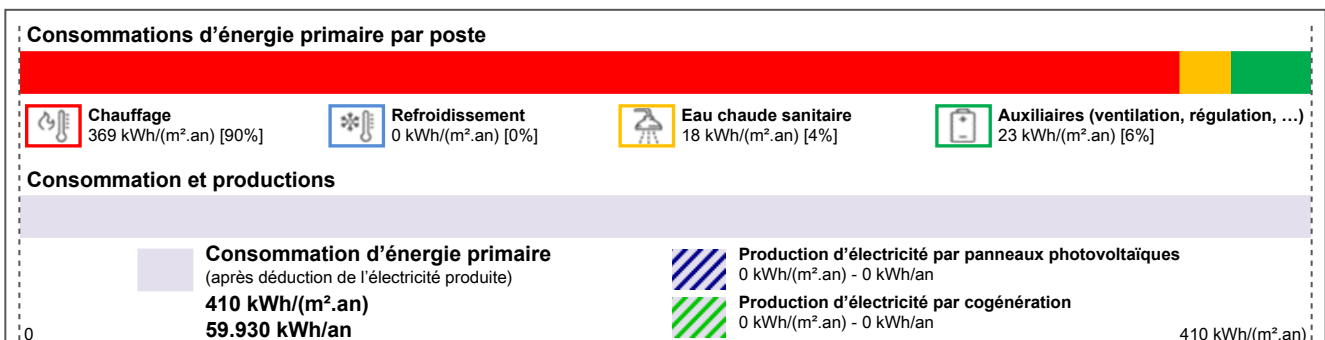 Consommations d’énergie primaire par poste
Chauffage
369 kWh/(m².an) [90%]
Refroidissement
0 kWh/(m².an) [0%]
Eau chaude sanitaire
18 kWh/(m².an) [4%]
Auxiliaires (ventilation, régulation, …)
23 kWh/(m².an) [6%]
Consommation et productions
Consommation d’énergie primaire
(après déduction de l’électricité produite)
410 kWh/(m².an)
59.930 kWh/an
Production d’électricité par panneaux photovoltaïques
0 kWh/(m².an) - 0 kWh/an
Production d’électricité par cogénération
0 kWh/(m².an) - 0 kWh/an
0
410 kWh/(m².an)